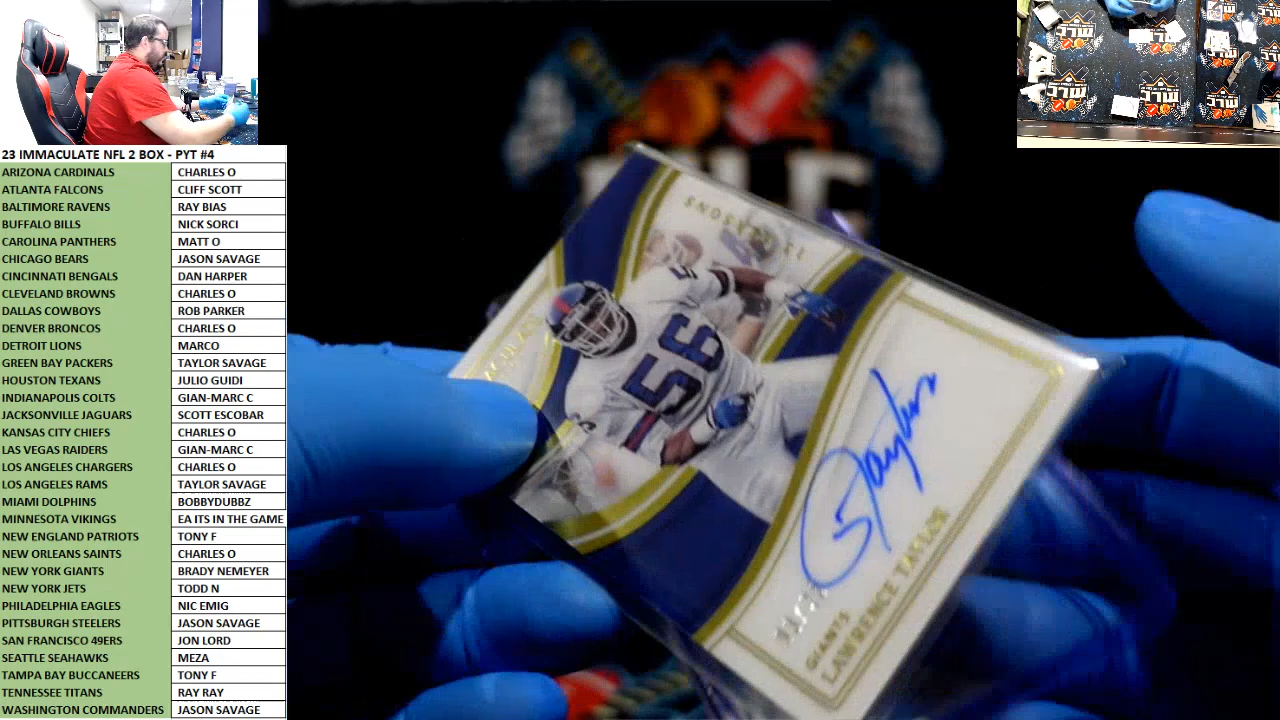 23 IMMACULATE NFL 2 BOX - PYT #4
ARIZONA CARDINALS CHARLES O
ATLANTA FALCONS CLIFF SCOTT
BALTIMORE RAVENS RAY BIAS
BUFFALO BILLS NICK SORCI
CAROLINA PANTHERS MATT O
CHICAGO BEARS JASON SAVAGE
CINCINNATI BENGALS DAN HARPER
CLEVELAND BROWNS CHARLES O
DALLAS COWBOYS ROB PARKER
DENVER BRONCOS CHARLES O
DETROIT LIONS MARCO
GREEN BAY PACKERS TAYLOR SAVAGE
HOUSTON TEXANS JULIO GUIDI
INDIANAPOLIS COLTS GIAN-MARC C
JACKSONVILLE JAGUARS SCOTT ESCOBAR
KANSAS CITY CHIEFS CHARLES O
LAS VEGAS RAIDERS GIAN-MARC C
LOS ANGELES CHARGERS CHARLES O
LOS ANGELES RAMS TAYLOR SAVAGE
MIAMI DOLPHINS BOBBYDUBBZ
MINNESOTA VIKINGS EA ITS IN THE GAME
NEW ENGLAND PATRIOTS TONY F
NEW ORLEANS SAINTS CHARLES O
NEW YORK GIANTS BRADY NEMEYER
NEW YORK JETS TODD N
PHILADELPHIA EAGLES NIC EMIG
PITTSBURGH STEELERS JASON SAVAGE
SAN FRANCISCO 49ERS JON LORD
SEATTLE SEAHAWKS MEZA
TAMPA BAY BUCCANEERS TONY F
TENNESSEE TITANS RAY RAY
WASHINGTON COMMANDERS JASON SAVAGE
56
GIANTS
LAWRENCE TAYLOR